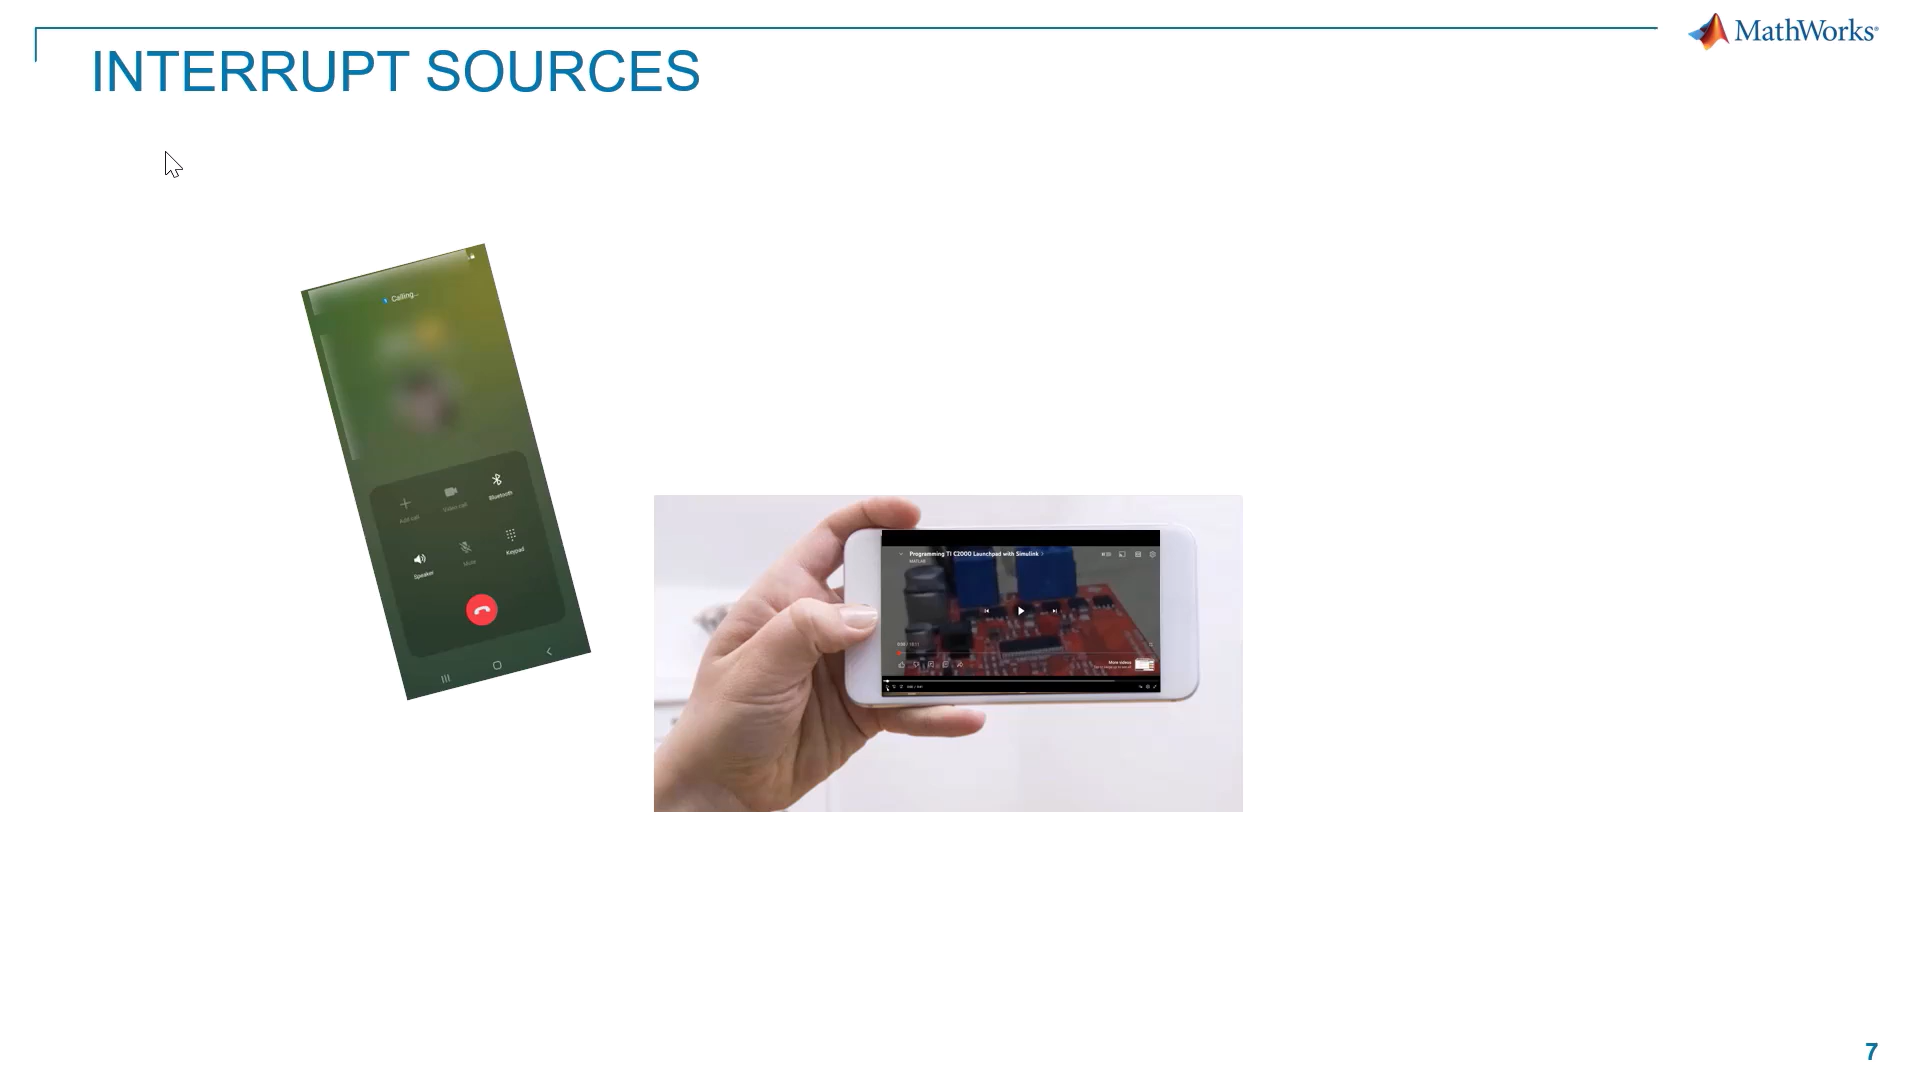 MathWorks®
INTERRUPT SOURCES
Calling...
Add call
Video call
Bluetooth
Speaker
Mute
Keypad
Programming TI C2000 Launchpad with Simulink
MATLAB
More videos
7